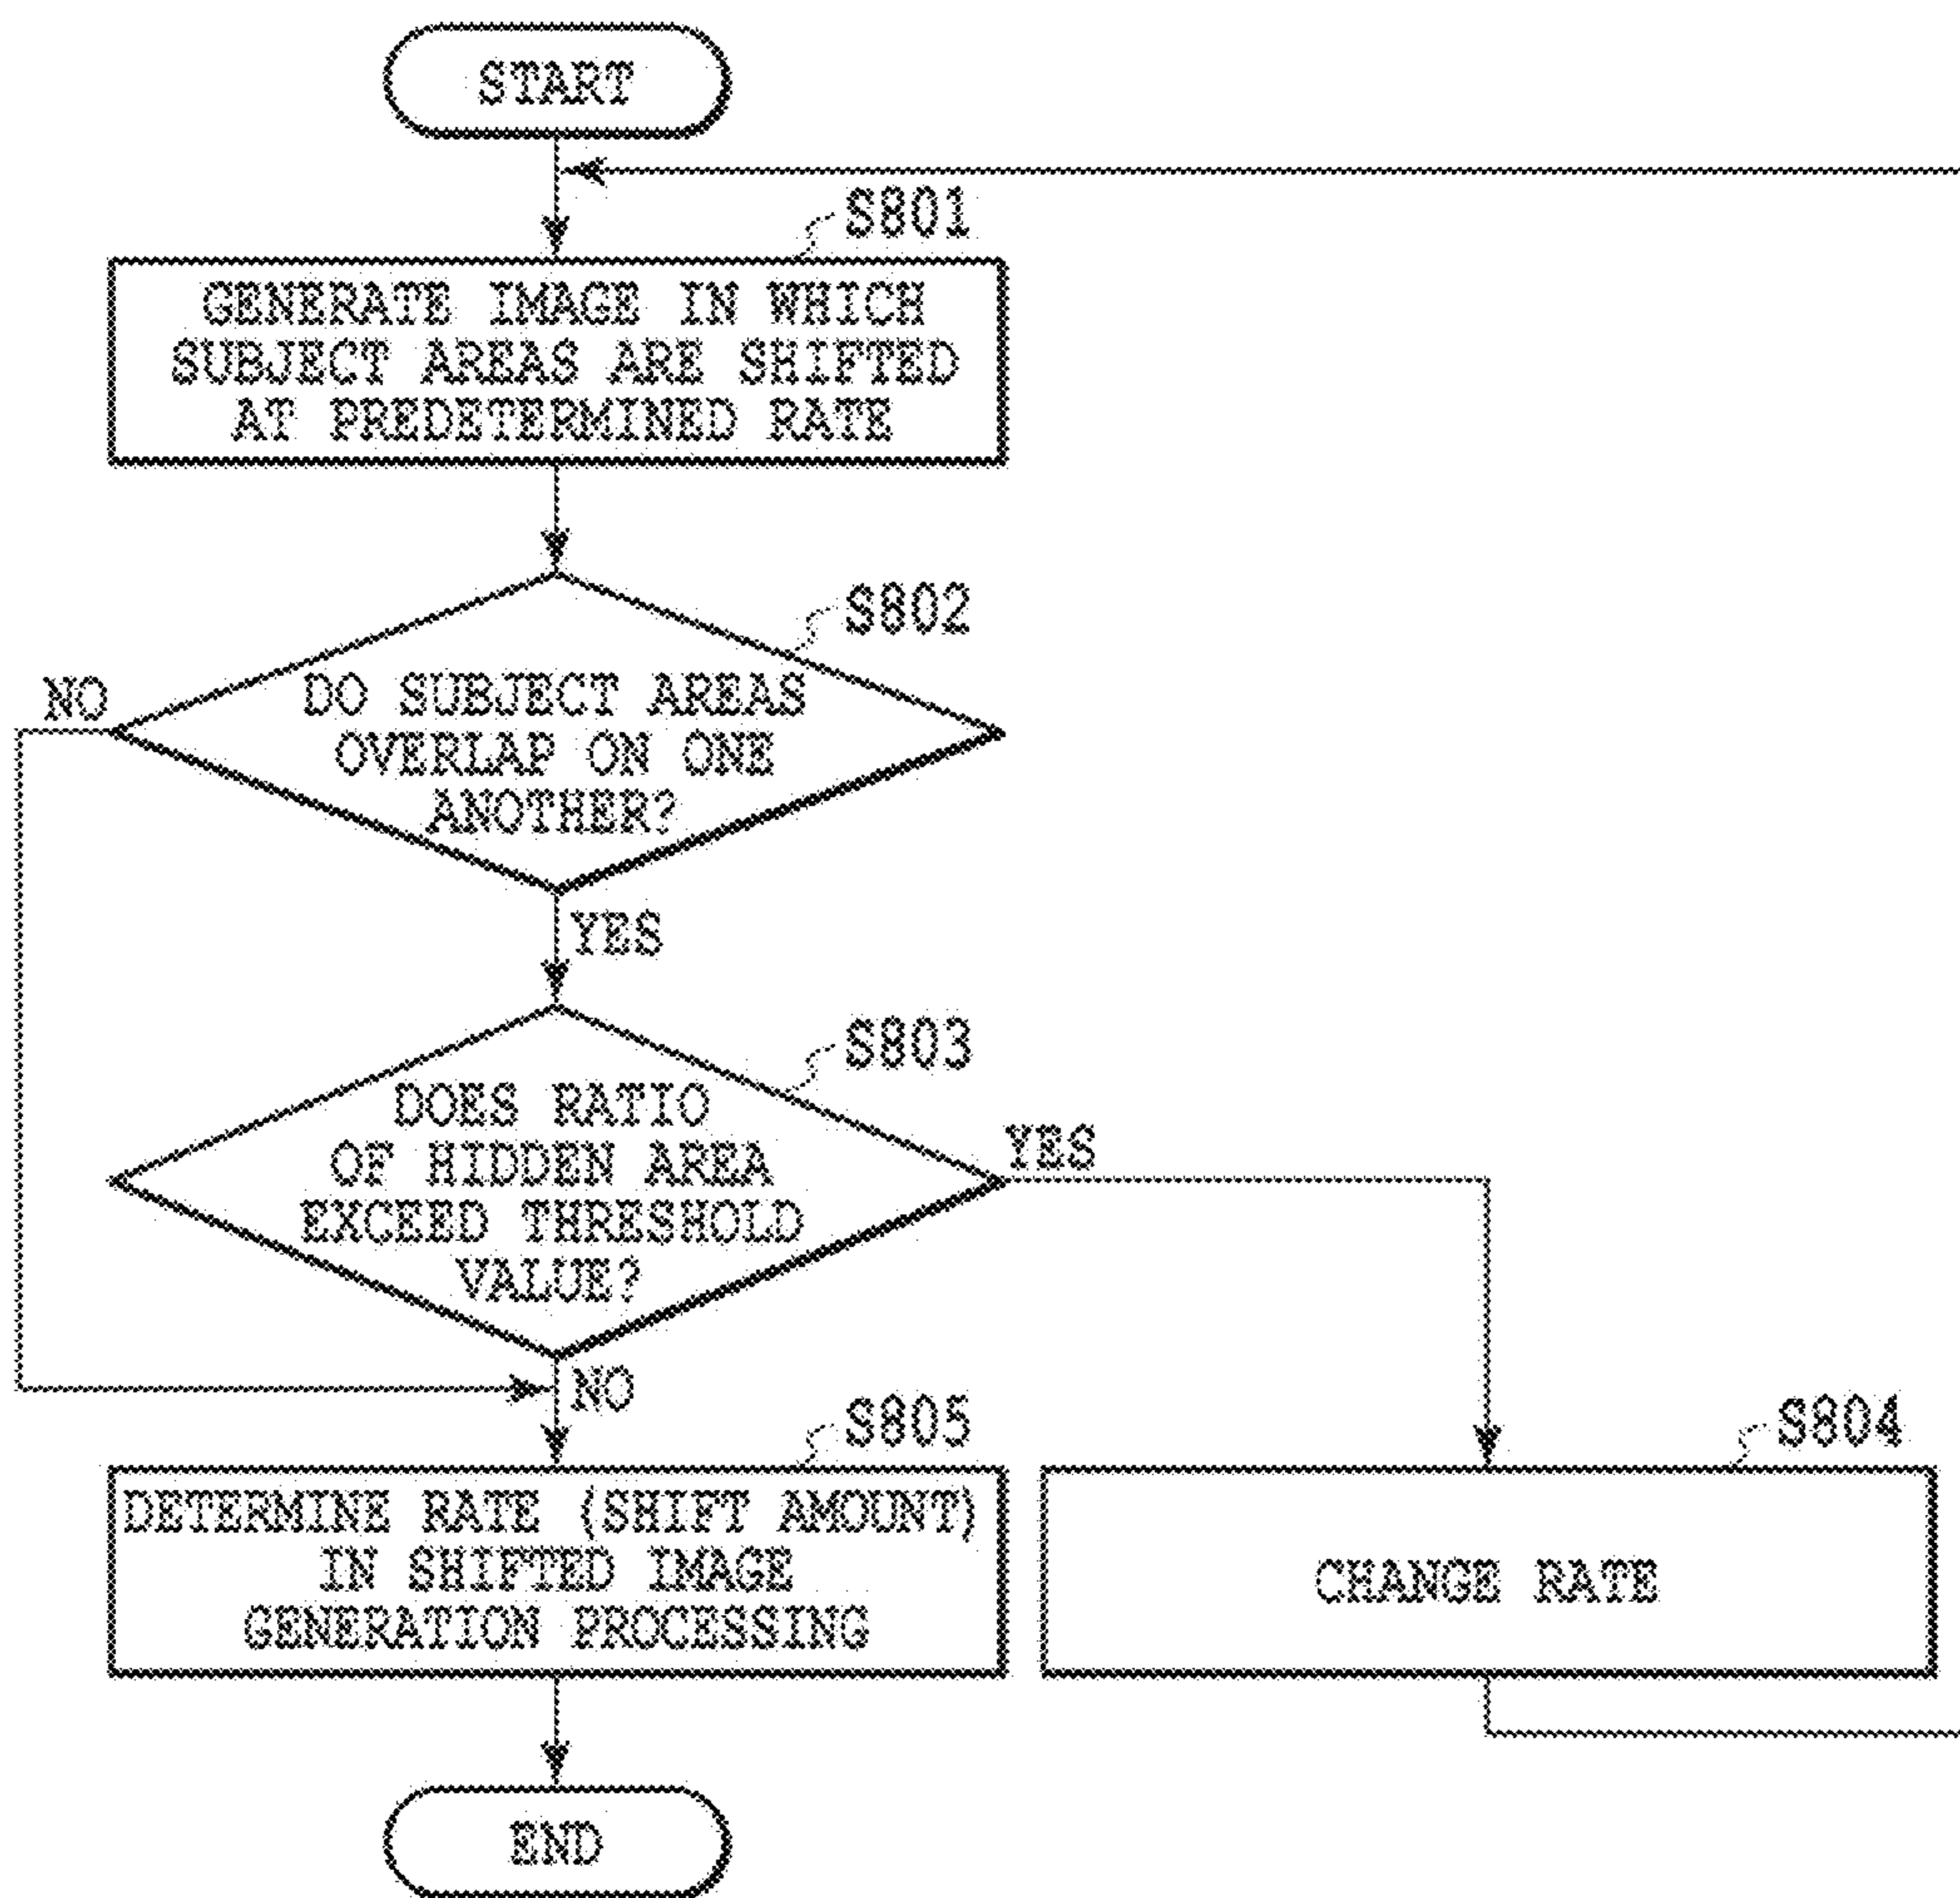 START
S801
GENERATE IMAGE IN WHICH
SUBJECT AREAS ARE SHIFTED
AT PREDETERMINED RATE
S802
NO
DO SUBJECT AREAS
OVERLAP ON ONE
ANOTHER?
YES
S803
DOES RATIO
OF HIDDEN AREA
EXCEED THRESHOLD
VALUE?
YES
NO
S805
DETERMINE RATE (SHIFT AMOUNT)
IN SHIFTED IMAGE
GENERATION PROCESSING
S804
CHANGE RATE
END